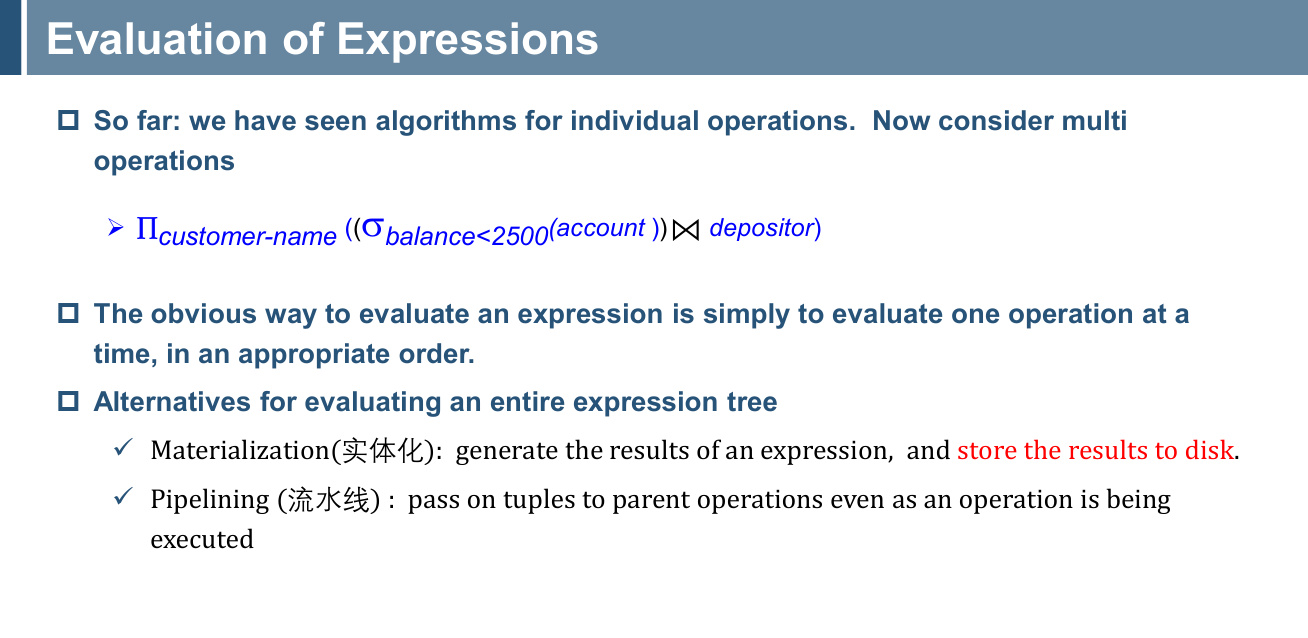 Evaluation of Expressions
So far: we have seen algorithms for individual operations.  Now consider multi
operations
Π customer-name ((σ balance<2500(account ))⋈ depositor)
The obvious way to evaluate an expression is simply to evaluate one operation at a
time, in an appropriate order.
Alternatives for evaluating an entire expression tree
Materialization(实体化):  generate the results of an expression,  and store the results to disk.
Pipelining (流水线) :  pass on tuples to parent operations even as an operation is being
executed